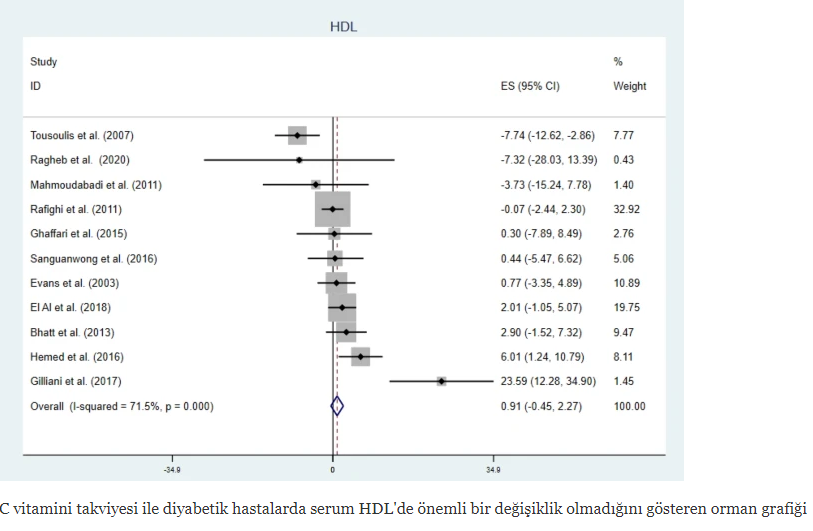 HDL
Study %
ID ES (95% CI) Weight
Tousoulis et al. (2007) -7.74 (-12.62, -2.86) 7.77
Ragheb et al. (2020) -7.32 (-28.03, 13.39) 0.43
Mahmoudabadi et al. (2011) -3.73 (-15.24, 7.78) 1.40
Rafighi et al. (2011) -0.07 (-2.44, 2.30) 32.92
Ghaffari et al. (2015) 0.30 (-7.89, 8.49) 2.76
Sanguanwong et al. (2016) 0.44 (-5.47, 6.62) 5.06
Evans et al. (2003) 0.77 (-3.35, 4.89) 10.89
El Al et al. (2018) 2.01 (-1.05, 5.07) 19.75
Bhatt et al. (2013) 2.90 (-1.52, 7.32) 9.47
Hemed et al. (2016) 6.01 (1.24, 10.79) 8.11
Gilliani et al. (2017) 23.59 (12.28, 34.90) 1.45
Overall (I-squared = 71.5%, p = 0.000) 0.91 (-0.45, 2.27) 100.00
-34.9 0 34.9
C vitamini takviyesi ile diyabetik hastalarda serum HDL'de önemli bir değişiklik olmadığını gösteren orman grafiği